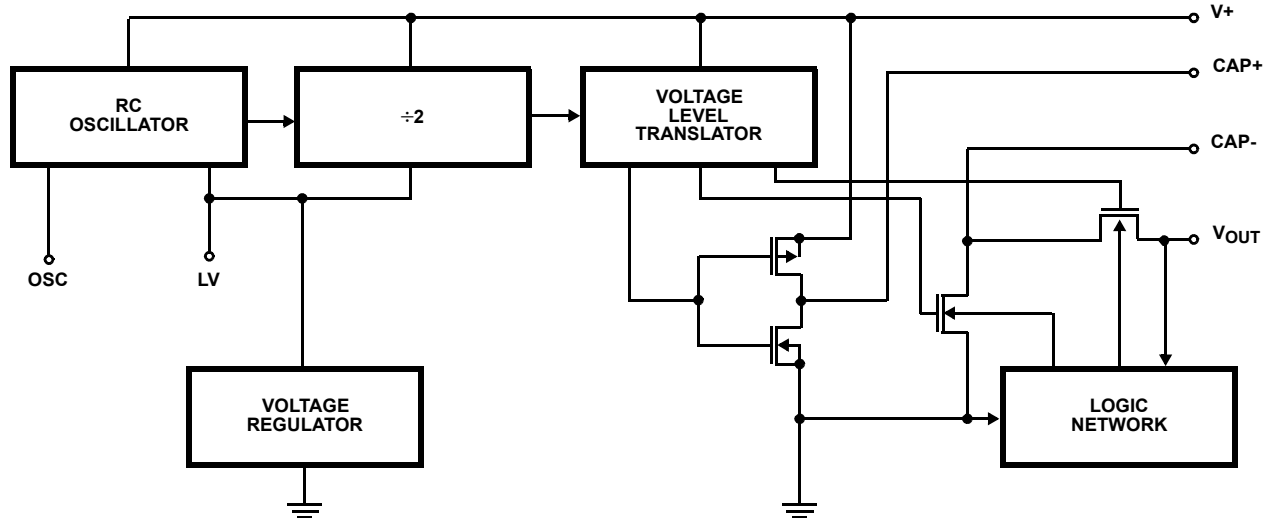 V+
CAP+
RC
OSCILLATOR
÷2
VOLTAGE
LEVEL
TRANSLATOR
CAP-
VOUT
OSC
LV
VOLTAGE
REGULATOR
LOGIC
NETWORK